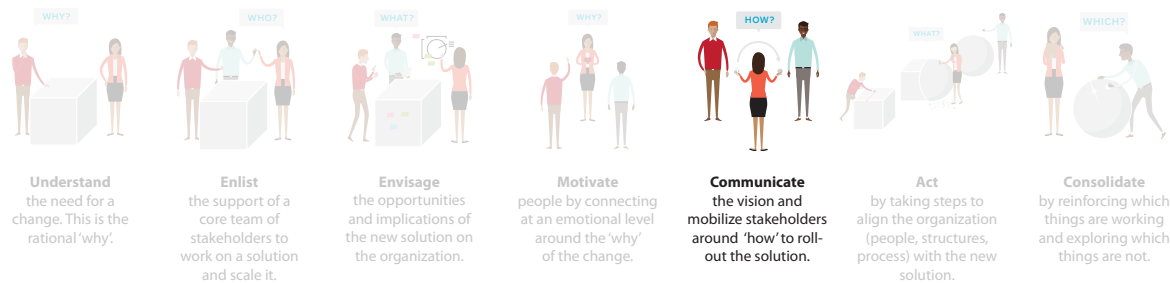 WHY?
WHO?
WHAT?
WHY?
HOW?
WHAT?
WHICH?
Understand
the need for a
change. This is the
rational ‘why’.
Enlist
the support of a
core team of
stakeholders to
work on a solution
and scale it.
Envisage
the opportunities
and implications of
the new solution on
the organization.
Motivate
people by connecting
at an emotional level
around the ‘why’
of the change.
Communicate
the vision and
mobilize stakeholders
around ‘how’ to roll-
out the solution.
Act
by taking steps to
align the organization
(people, structures,
process) with the new
solution.
Consolidate
by reinforcing which
things are working
and exploring which
things are not.